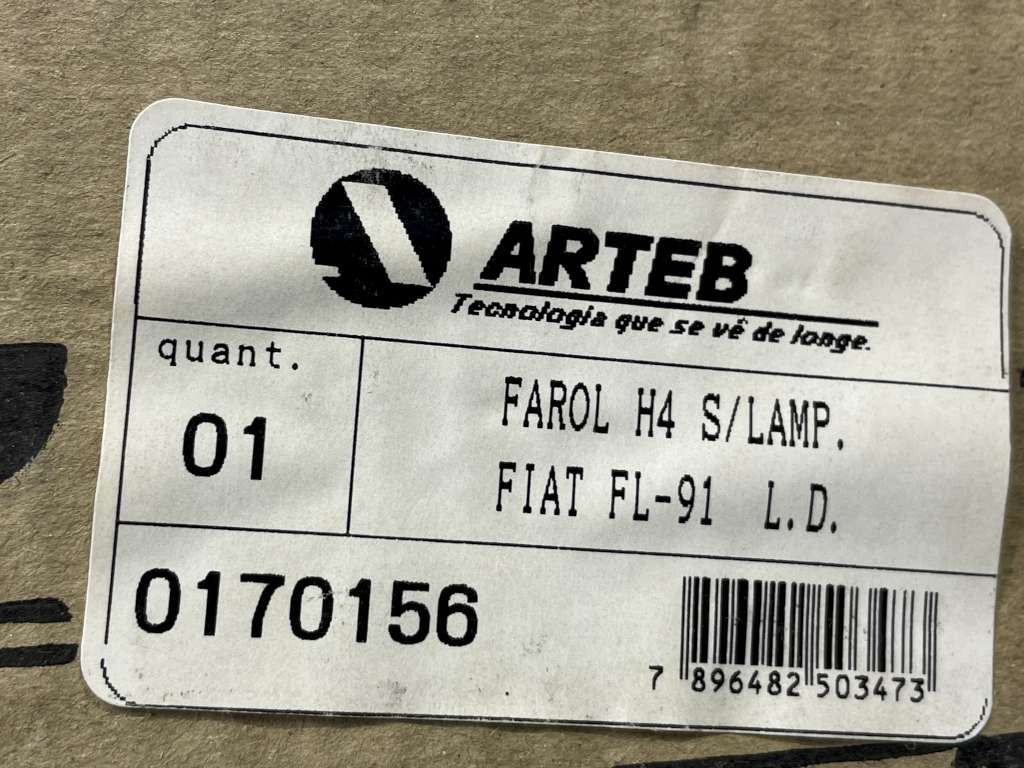 ARTEB
Tecnologia que se vê de longe.
quant.
01
FAROL H4 S/LAMP.
FIAT FL-91 L.D.
0170156
7 896482 503473